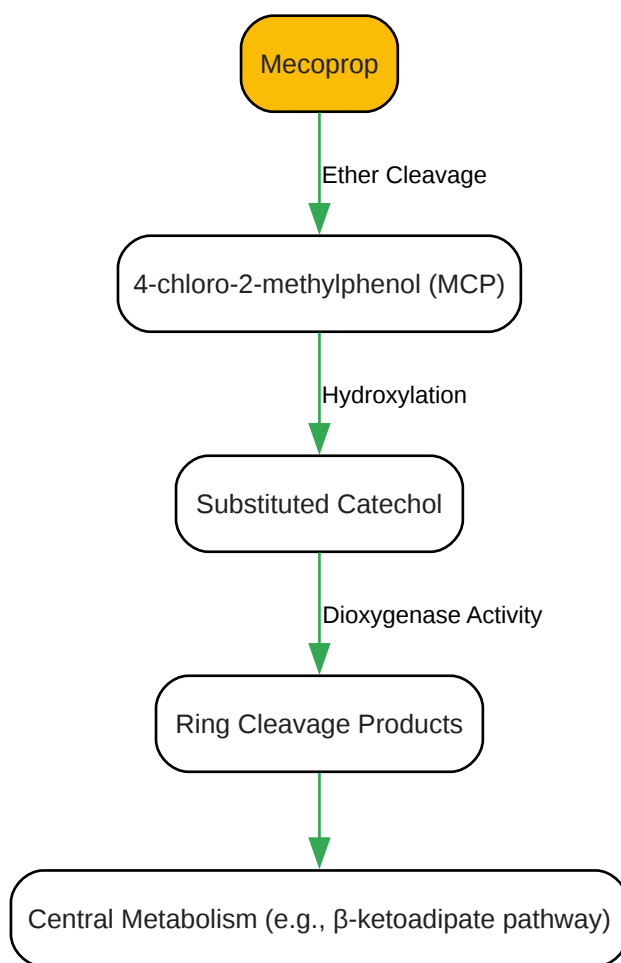 Mecoprop
Ether Cleavage
4-chloro-2-methylphenol (MCP)
Hydroxylation
Substituted Catechol
Dioxygenase Activity
Ring Cleavage Products
Central Metabolism (e.g., β-ketoadipate pathway)